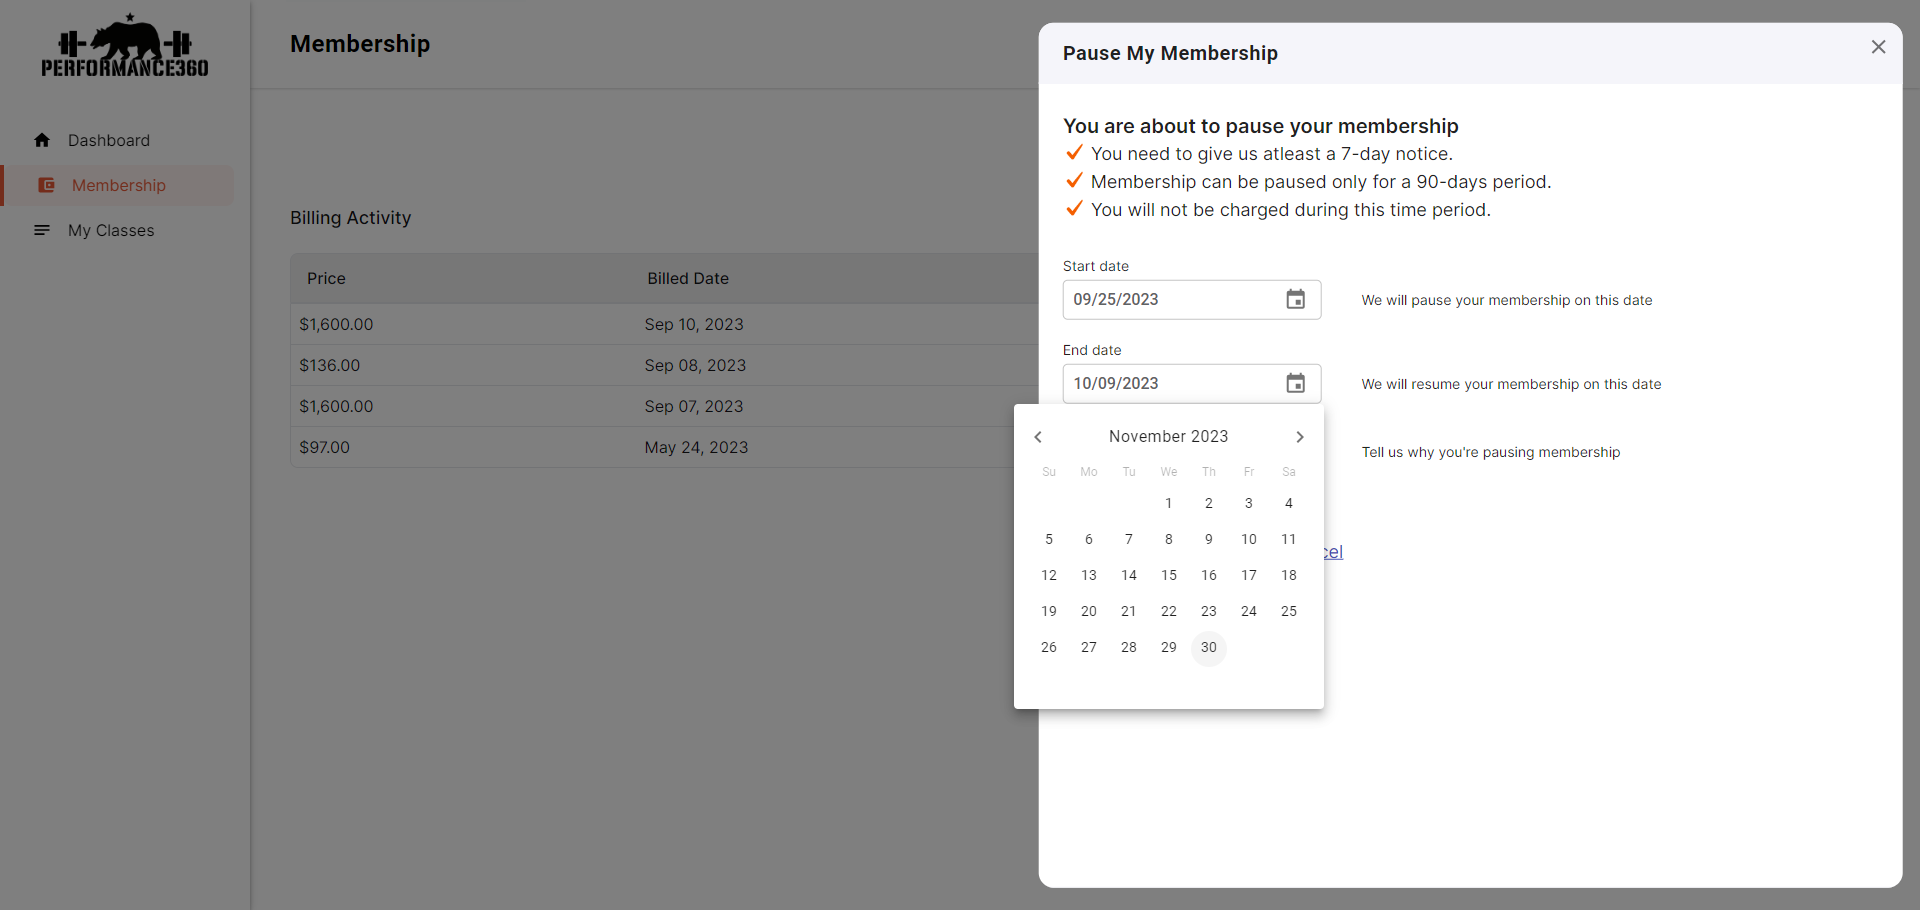 PERFORMANCE360
Dashboard
Membership
My Classes
Membership
Billing Activity
Price Billed Date
$1,600.00 Sep 10, 2023
$136.00 Sep 08, 2023
$1,600.00 Sep 07, 2023
$97.00 May 24, 2023
Pause My Membership
You are about to pause your membership
You need to give us atleast a 7-day notice.
Membership can be paused only for a 90-days period.
You will not be charged during this time period.
Start date
09/25/2023 We will pause your membership on this date
End date
10/09/2023 We will resume your membership on this date
November 2023
Tell us why you're pausing membership
Su Mo Tu We Th Fr Sa
1 2 3 4
5 6 7 8 9 10 11
cel
12 13 14 15 16 17 18
19 20 21 22 23 24 25
26 27 28 29 30